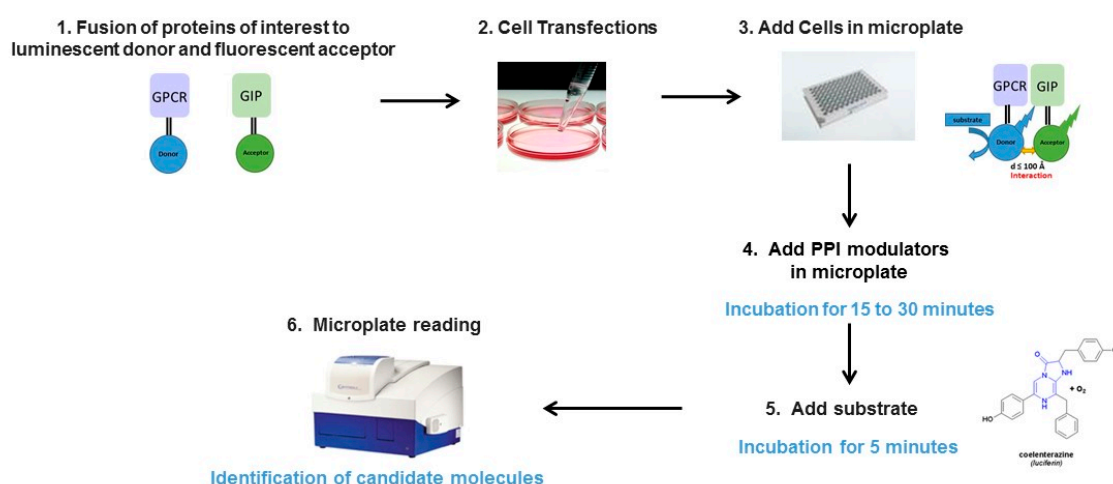 1. Fusion of proteins of interest to
luminescent donor and fluorescent acceptor
GPCR
GIP
Donor
Acceptor
2. Cell Transfections
3. Add Cells in microplate
GPCR
GIP
substrate
Donor
Acceptor
d ≤ 100 Å
Interaction
4. Add PPI modulators
in microplate
Incubation for 15 to 30 minutes
5. Add substrate
Incubation for 5 minutes
O
N
NH
N
H
HO
+ O₂
coelenterazine
(luciferin)
6. Microplate reading
Identification of candidate molecules